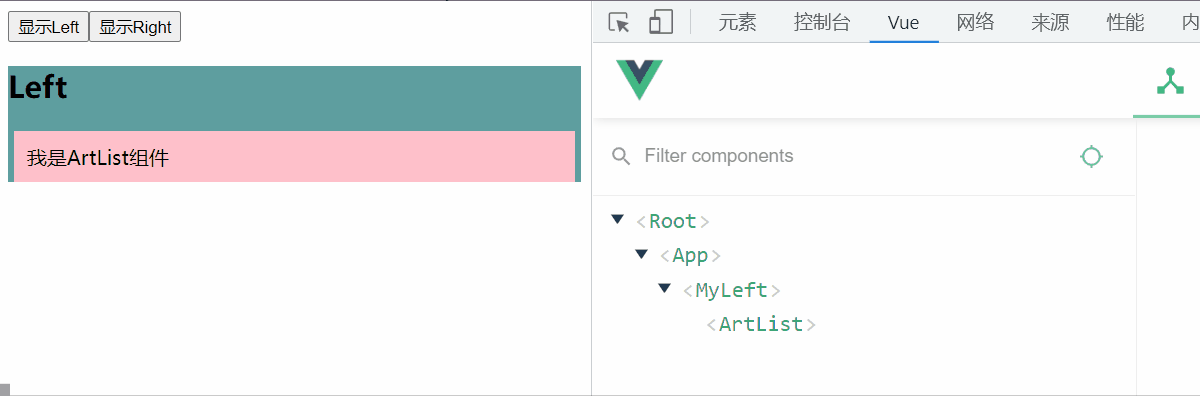 显示Left 显示Right
Left
我是ArtList组件
元素 控制台 Vue 网络 来源 性能 内
Filter components
<Root>
<App>
<MyLeft>
<ArtList>